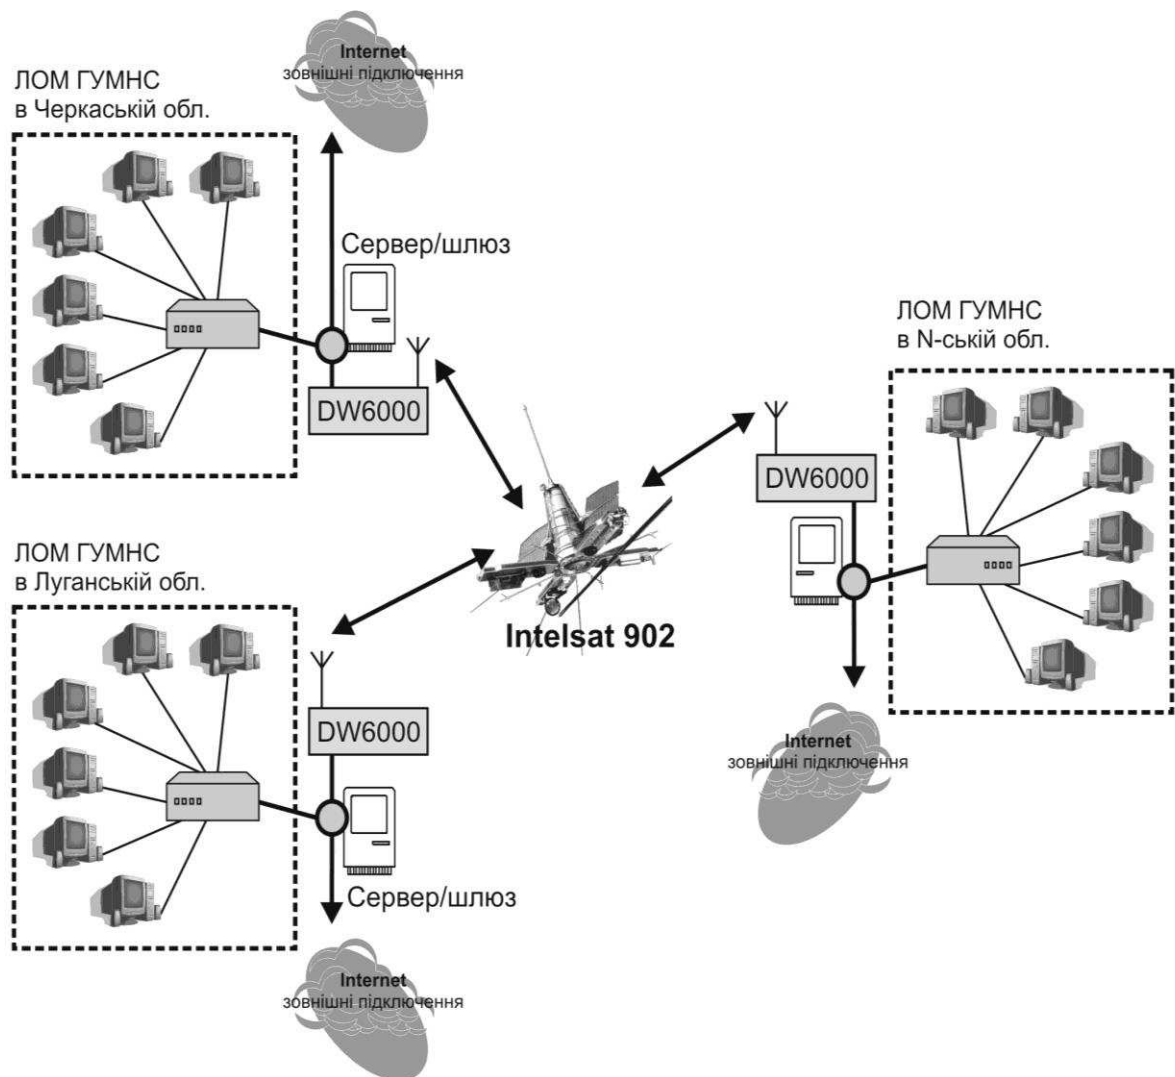 Internet
зовнішні підключення
ЛОМ ГУМНС
в Черкаській обл.
Сервер/шлюз
DW6000
ЛОМ ГУМНС
в N-ській обл.
DW6000
Intelsat 902
ЛОМ ГУМНС
в Луганській обл.
DW6000
Сервер/шлюз
Internet
зовнішні підключення
Internet
зовнішні підключення